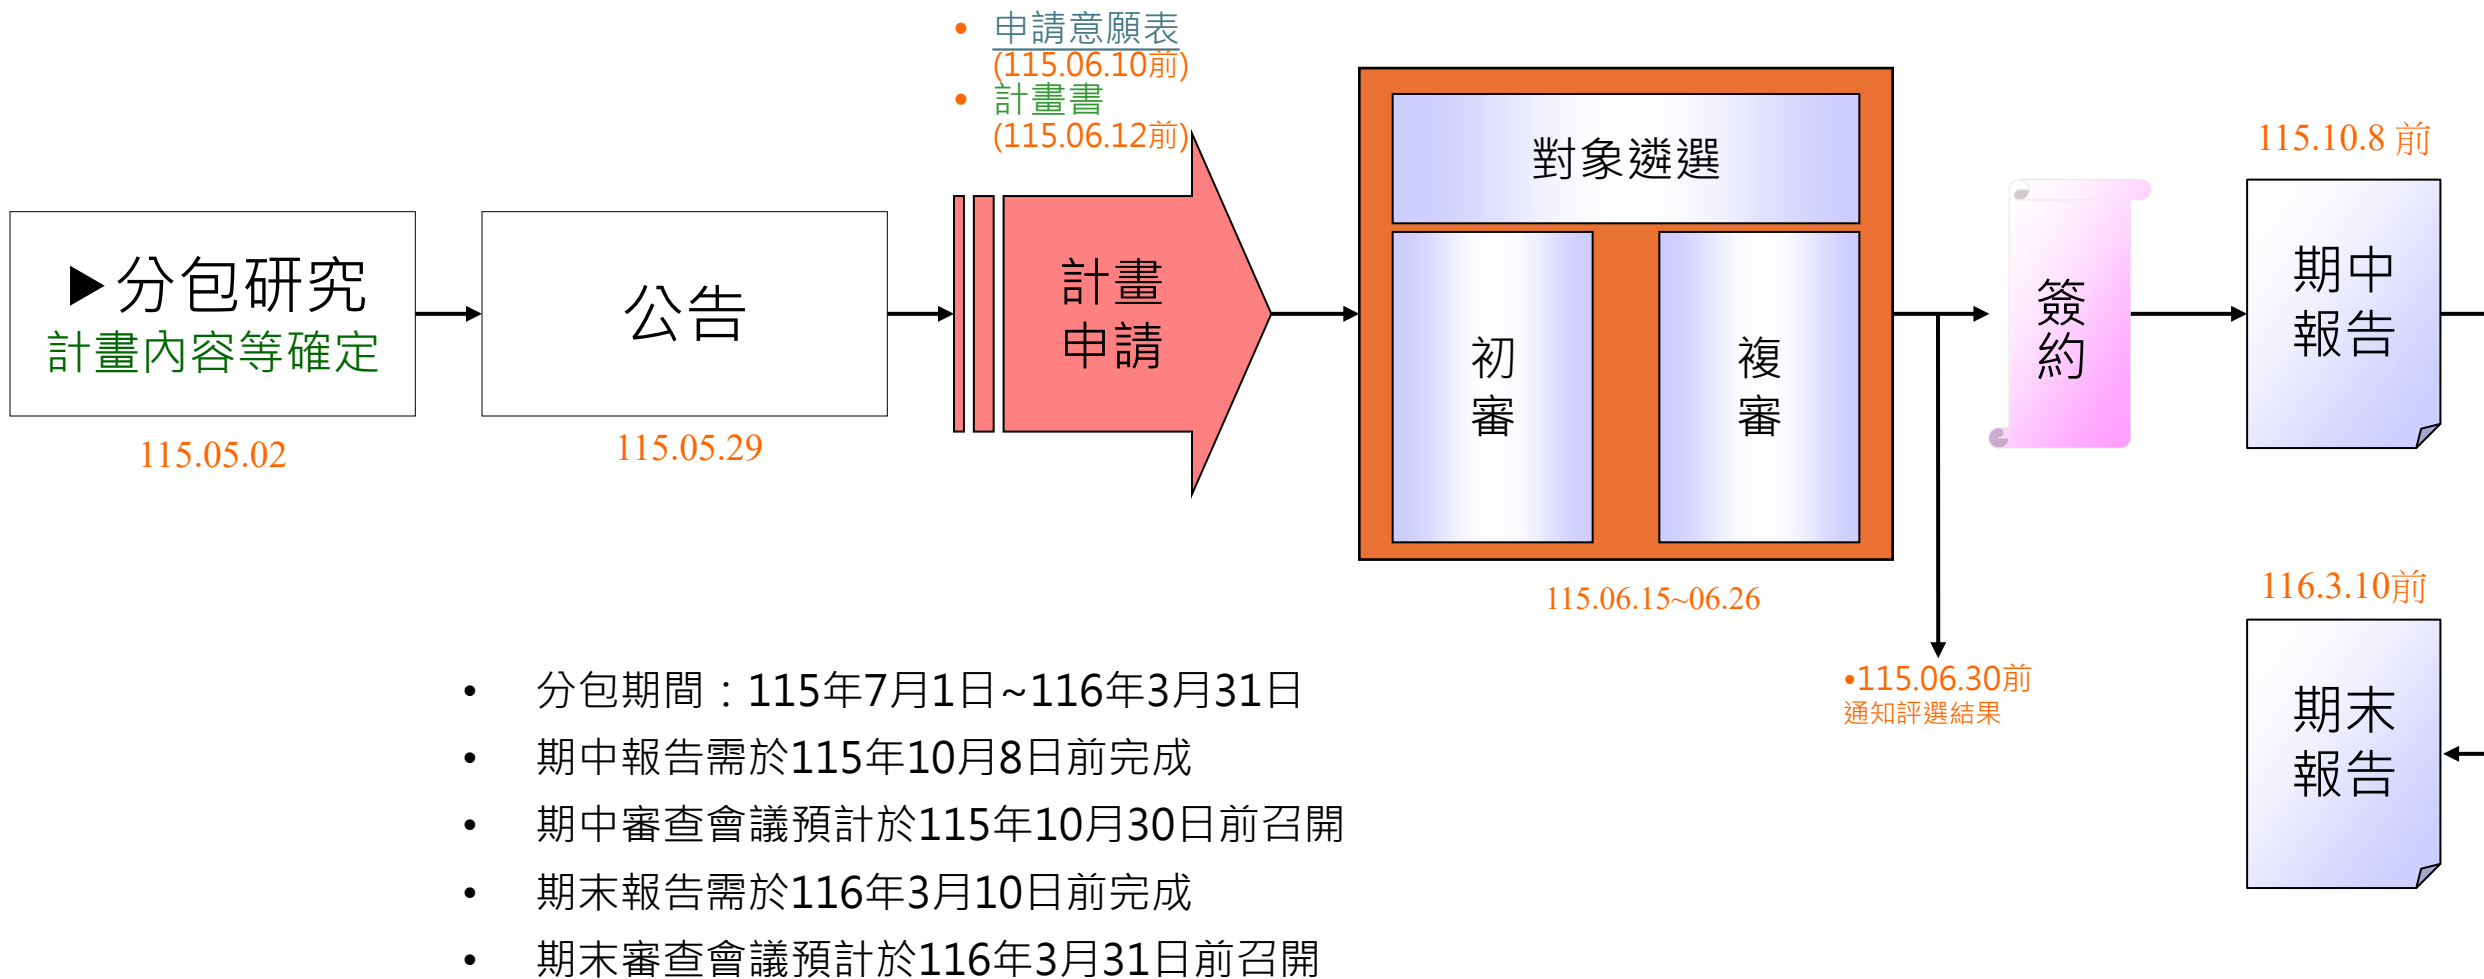 • 申請意願表
(115.06.10前)
• 計畫書
(115.06.12前)
▶分包研究
計畫內容等確定
115.05.02
公告
115.05.29
計畫
申請
對象遴選
初
審
複
審
115.06.15~06.26
•115.06.30前
通知評選結果
簽
約
115.10.8 前
期中
報告
116.3.10前
期末
報告
• 分包期間：115年7月1日~116年3月31日
• 期中報告需於115年10月8日前完成
• 期中審查會議預計於115年10月30日前召開
• 期末報告需於116年3月10日前完成
• 期末審查會議預計於116年3月31日前召開